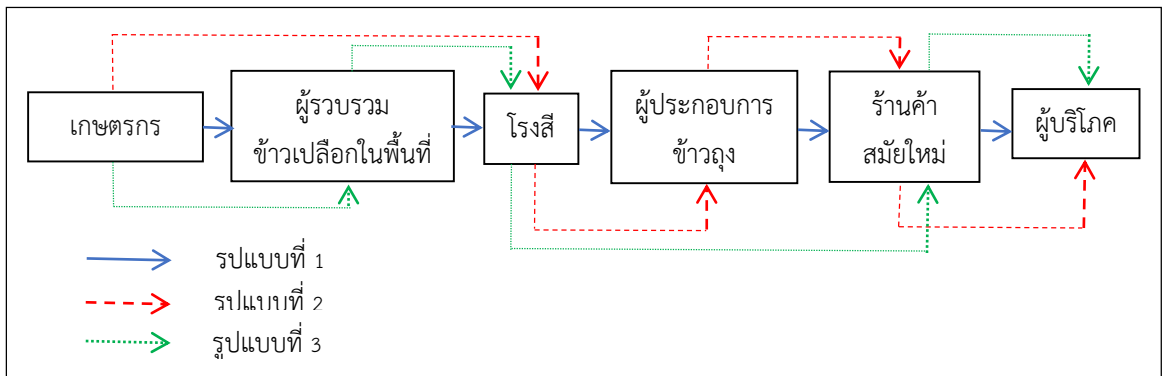 เกษตรกร
ผู้รวบรวม
ข้าวเปลือกในพื้นที่
โรงสี
ผู้ประกอบการ
ข้าวถุง
ร้านค้า
สมัยใหม่
ผู้บริโภค
รูปแบบที่ 1
รูปแบบที่ 2
รูปแบบที่ 3